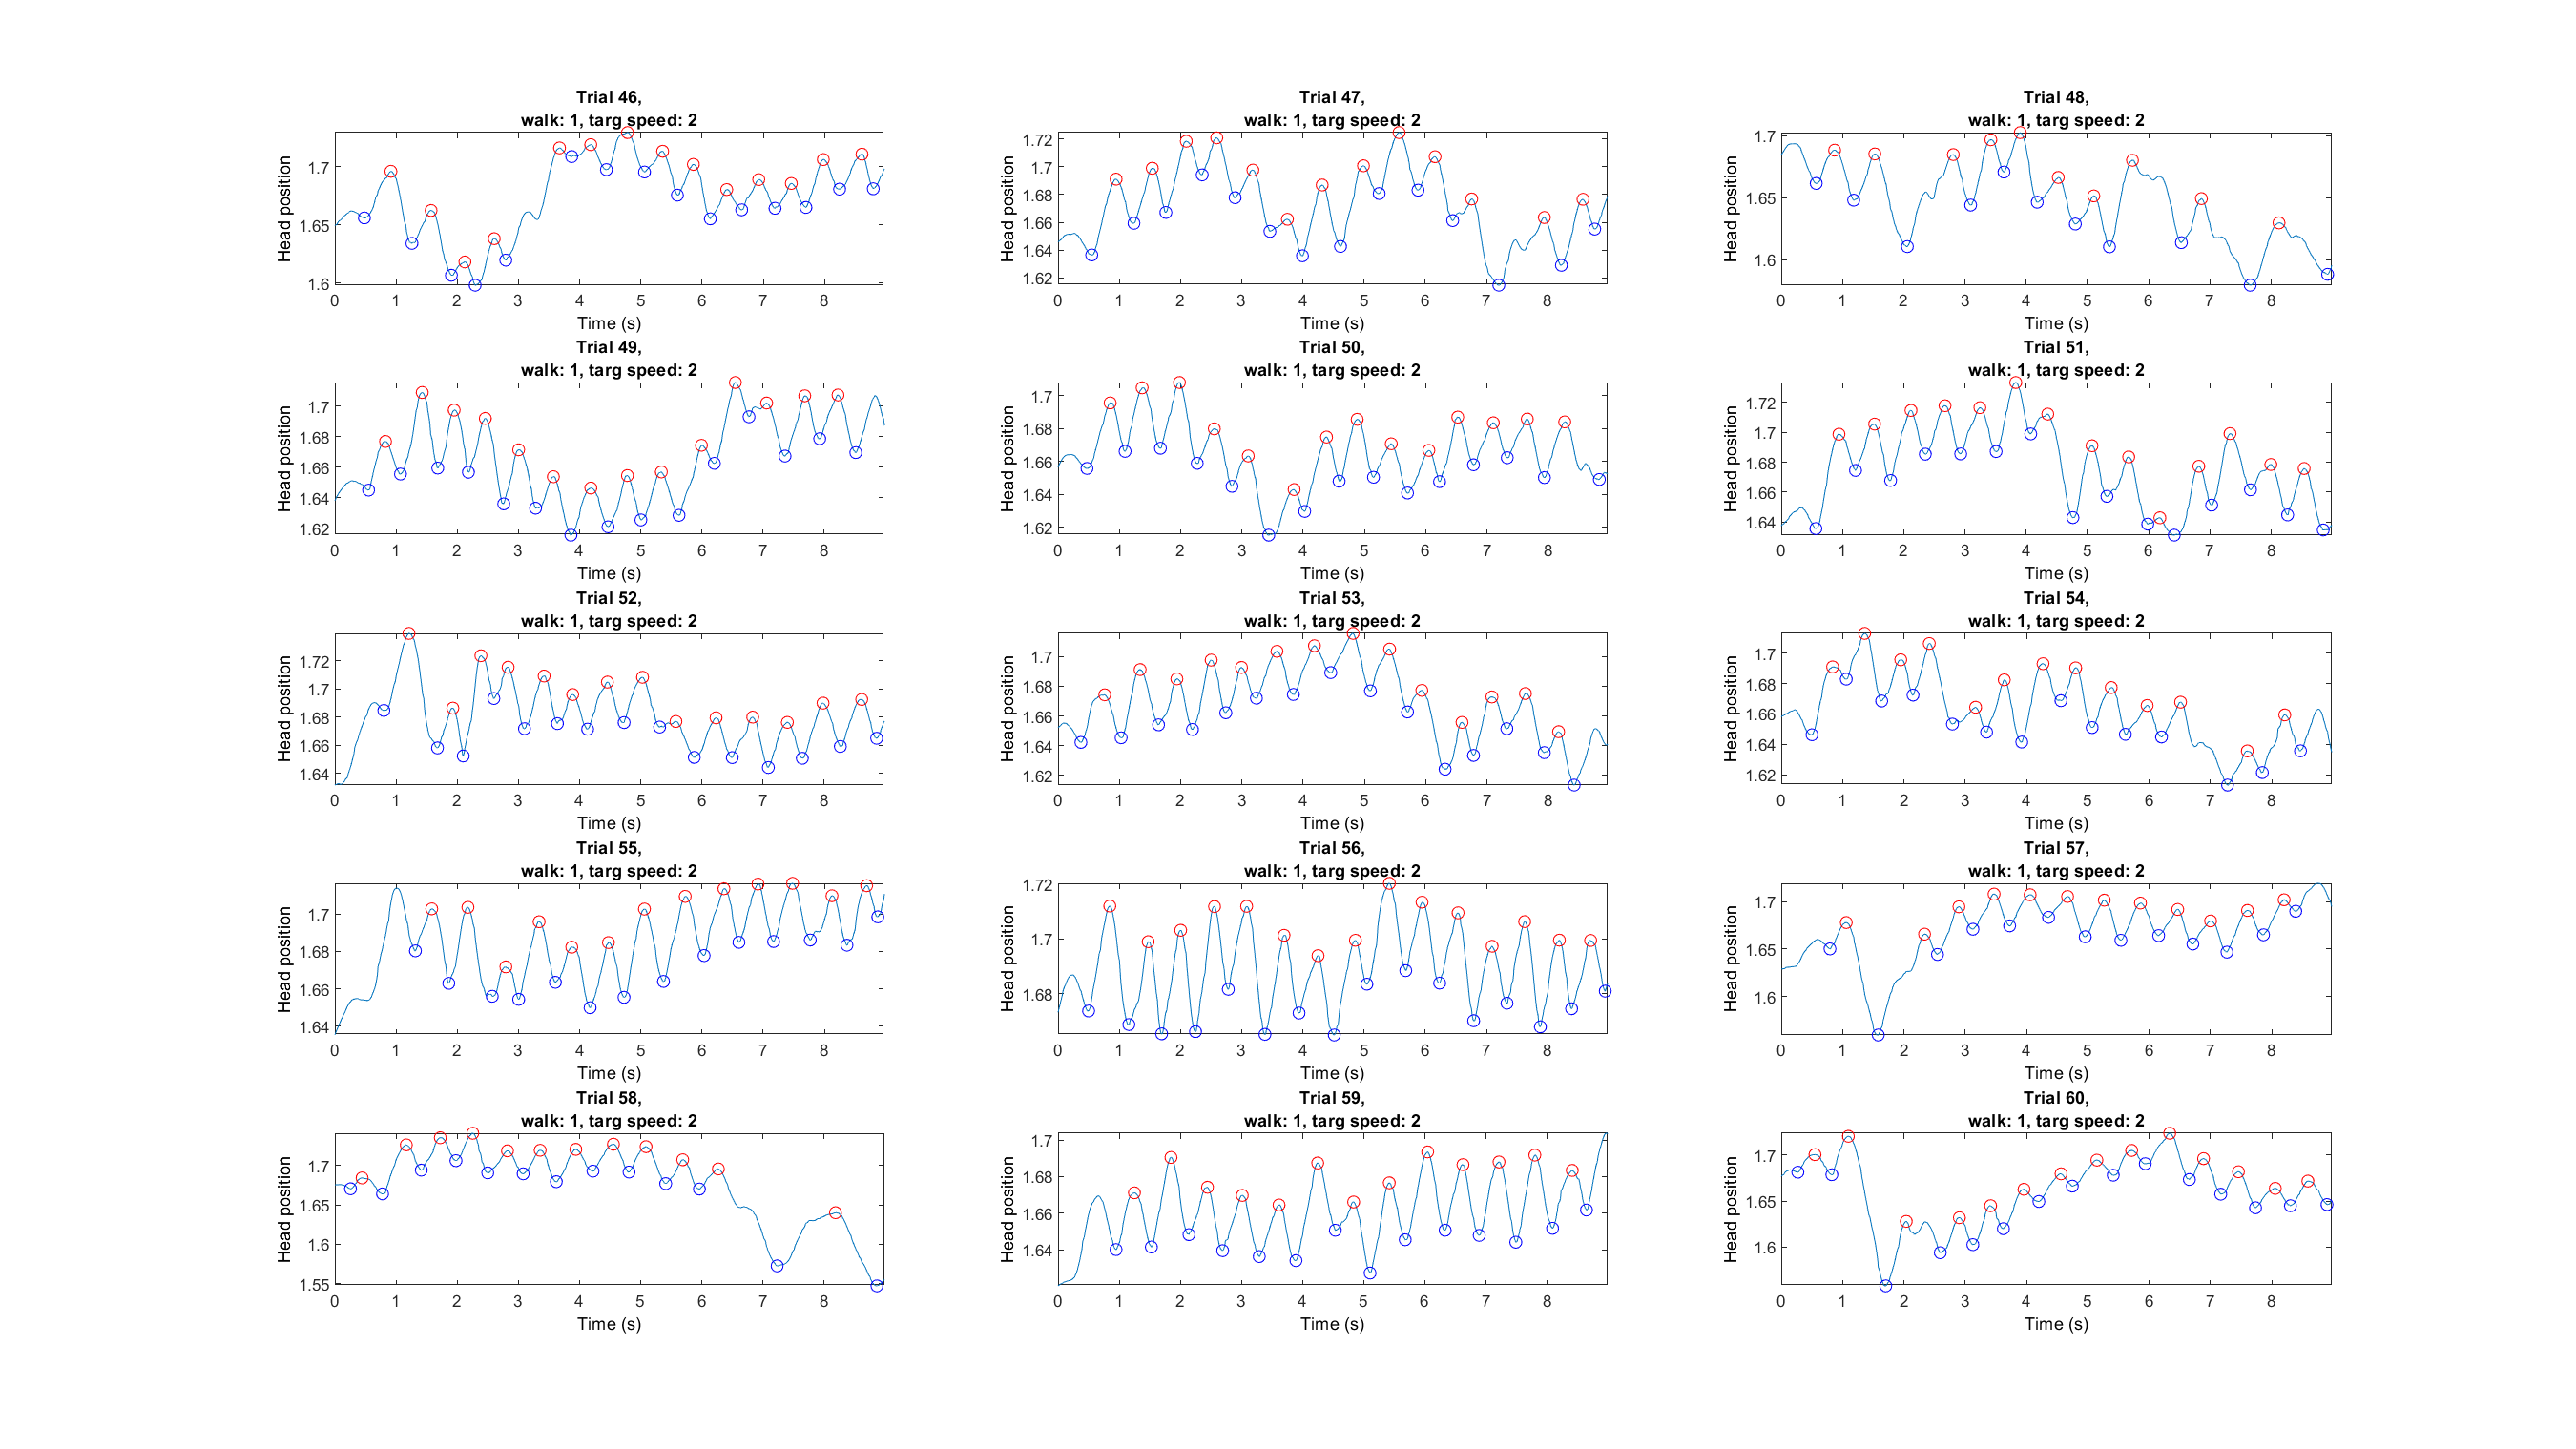 Trial 46,
walk: 1, targ speed: 2
Head position
1.7
1.65
1.6
0 1 2 3 4 5 6 7 8
Time (s)
Trial 47,
walk: 1, targ speed: 2
Head position
1.72
1.7
1.68
1.66
1.64
1.62
0 1 2 3 4 5 6 7 8
Time (s)
Trial 48,
walk: 1, targ speed: 2
Head position
1.7
1.65
1.6
0 1 2 3 4 5 6 7 8
Time (s)
Trial 49,
walk: 1, targ speed: 2
Head position
1.7
1.68
1.66
1.64
1.62
0 1 2 3 4 5 6 7 8
Time (s)
Trial 50,
walk: 1, targ speed: 2
Head position
1.7
1.68
1.66
1.64
1.62
0 1 2 3 4 5 6 7 8
Time (s)
Trial 51,
walk: 1, targ speed: 2
Head position
1.72
1.7
1.68
1.66
1.64
0 1 2 3 4 5 6 7 8
Time (s)
Trial 52,
walk: 1, targ speed: 2
Head position
1.72
1.7
1.68
1.66
1.64
0 1 2 3 4 5 6 7 8
Time (s)
Trial 53,
walk: 1, targ speed: 2
Head position
1.7
1.68
1.66
1.64
1.62
0 1 2 3 4 5 6 7 8
Time (s)
Trial 54,
walk: 1, targ speed: 2
Head position
1.7
1.68
1.66
1.64
1.62
0 1 2 3 4 5 6 7 8
Time (s)
Trial 55,
walk: 1, targ speed: 2
Head position
1.7
1.68
1.66
1.64
0 1 2 3 4 5 6 7 8
Time (s)
Trial 56,
walk: 1, targ speed: 2
Head position
1.72
1.7
1.68
0 1 2 3 4 5 6 7 8
Time (s)
Trial 57,
walk: 1, targ speed: 2
Head position
1.7
1.65
1.6
0 1 2 3 4 5 6 7 8
Time (s)
Trial 58,
walk: 1, targ speed: 2
Head position
1.7
1.65
1.6
1.55
0 1 2 3 4 5 6 7 8
Time (s)
Trial 59,
walk: 1, targ speed: 2
Head position
1.7
1.68
1.66
1.64
0 1 2 3 4 5 6 7 8
Time (s)
Trial 60,
walk: 1, targ speed: 2
Head position
1.7
1.65
1.6
0 1 2 3 4 5 6 7 8
Time (s)